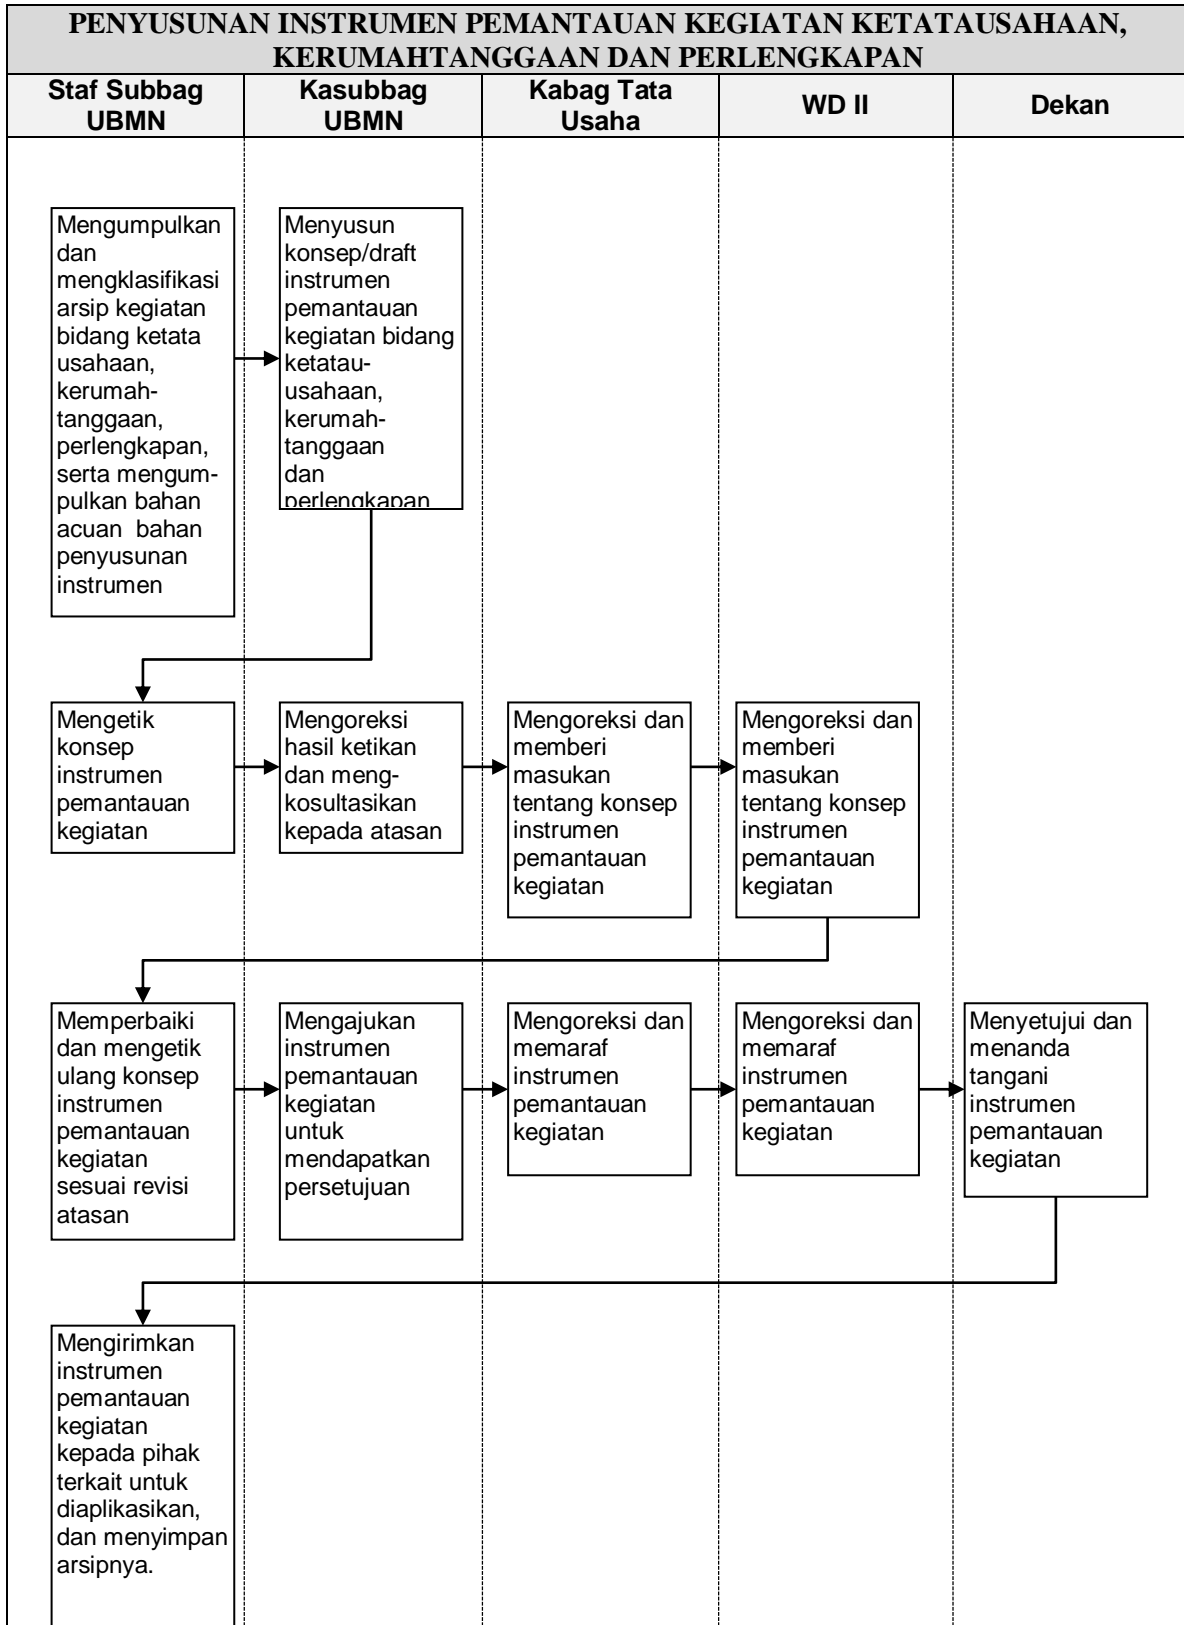 PENYUSUNAN INSTRUMEN PEMANTAUAN KEGIATAN KETATAUSAHAAN,
KERUMAHTANGGAAN DAN PERLENGKAPAN
Staf Subbag
UBMN
Kasubbag
UBMN
Kabag Tata
Usaha
WD II
Dekan
Mengumpulkan
dan
mengklasifikasi
arsip kegiatan
bidang ketata
usahaan,
kerumah-
tanggaan,
perlengkapan,
serta mengum-
pulkan bahan
acuan  bahan
penyusunan
instrumen
Menyusun
konsep/draft
instrumen
pemantauan
kegiatan bidang
ketatau-
usahaan,
kerumah-
tanggaan
dan
perlengkapan
Mengetik
konsep
instrumen
pemantauan
kegiatan
Mengoreksi
hasil ketikan
dan meng-
kosultasikan
kepada atasan
Mengoreksi dan
memberi
masukan
tentang konsep
instrumen
pemantauan
kegiatan
Mengoreksi dan
memberi
masukan
tentang konsep
instrumen
pemantauan
kegiatan
Memperbaiki
dan mengetik
ulang konsep
instrumen
pemantauan
kegiatan
sesuai revisi
atasan
Mengajukan
instrumen
pemantauan
kegiatan
untuk
mendapatkan
persetujuan
Mengoreksi dan
memaraf
instrumen
pemantauan
kegiatan
Mengoreksi dan
memaraf
instrumen
pemantauan
kegiatan
Menyetujui dan
menanda
tangani
instrumen
pemantauan
kegiatan
Mengirimkan
instrumen
pemantauan
kegiatan
kepada pihak
terkait untuk
diaplikasikan,
dan menyimpan
arsipnya.